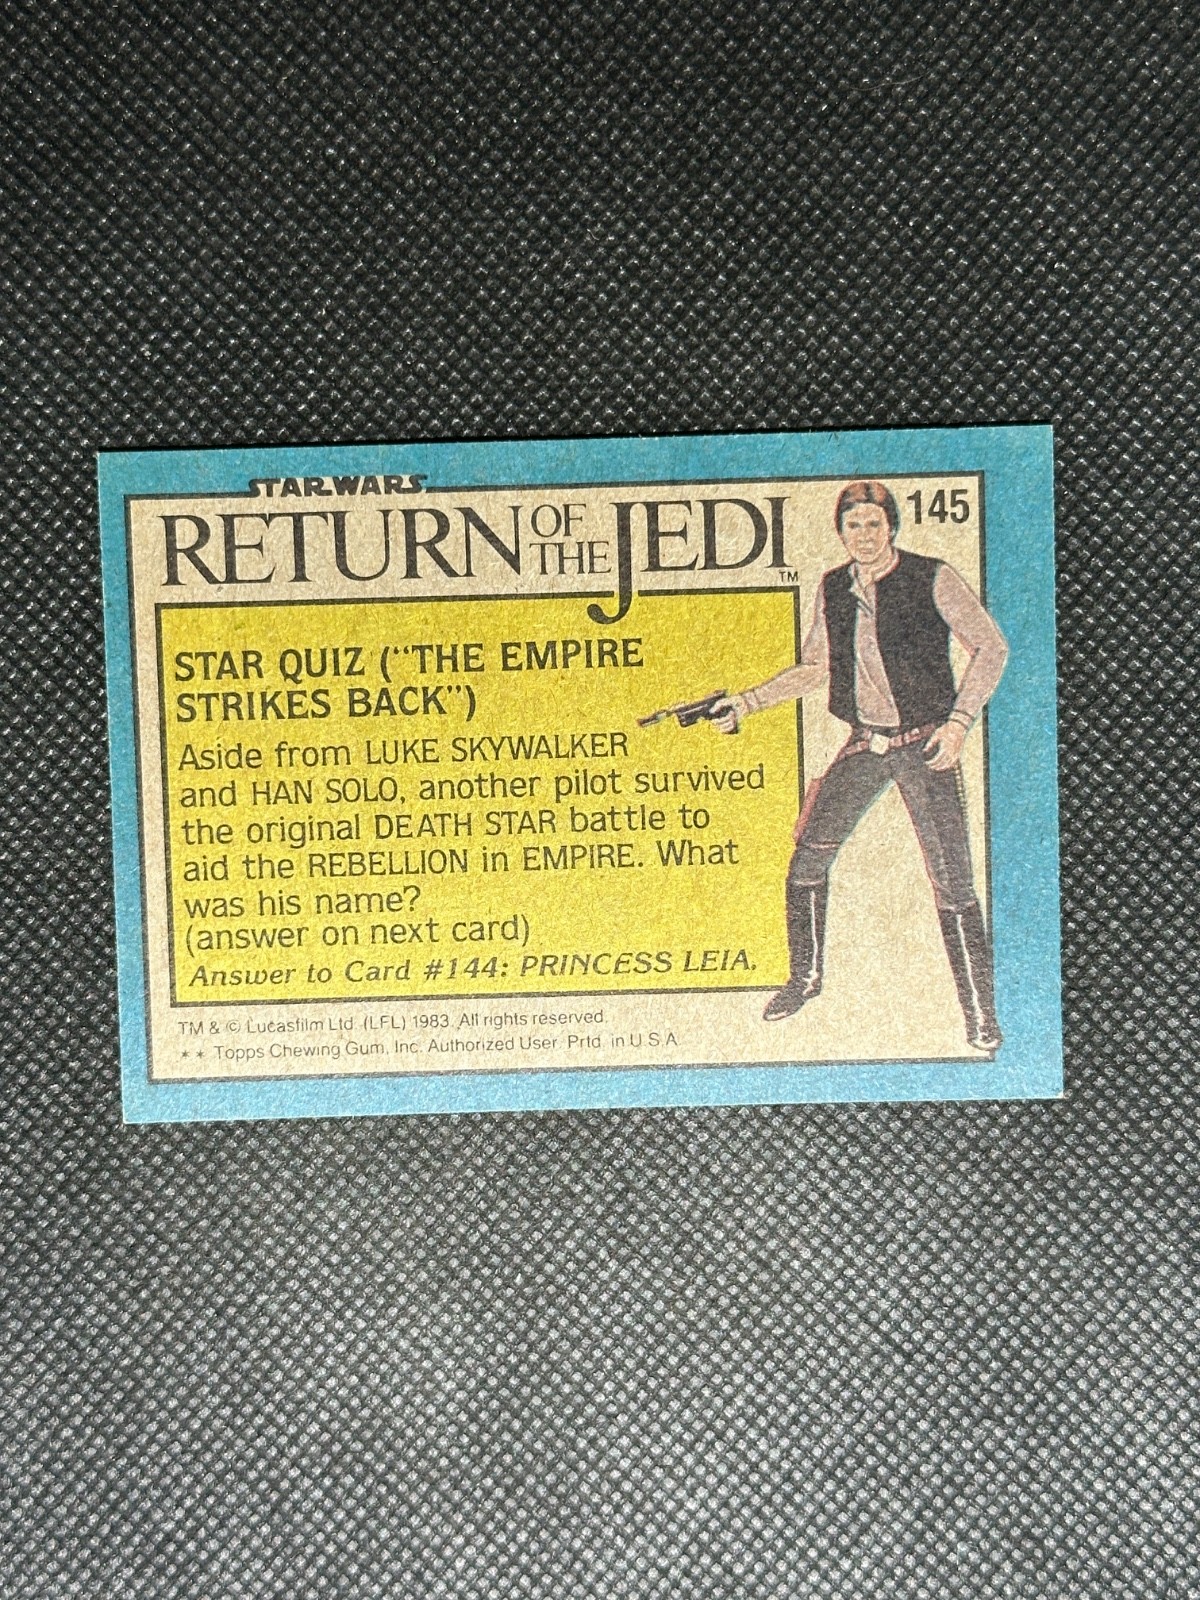 STAR WARS
RETURN OF THE JEDI
TM
145
STAR QUIZ (“THE EMPIRE
STRIKES BACK”)
Aside from LUKE SKYWALKER
and HAN SOLO, another pilot survived
the original DEATH STAR battle to
aid the REBELLION in EMPIRE. What
was his name?
(answer on next card)
Answer to Card #144: PRINCESS LEIA.
TM & © Lucasfilm Ltd. (LFL) 1983. All rights reserved.
** Topps Chewing Gum, Inc. Authorized User. Prtd. in U.S.A.